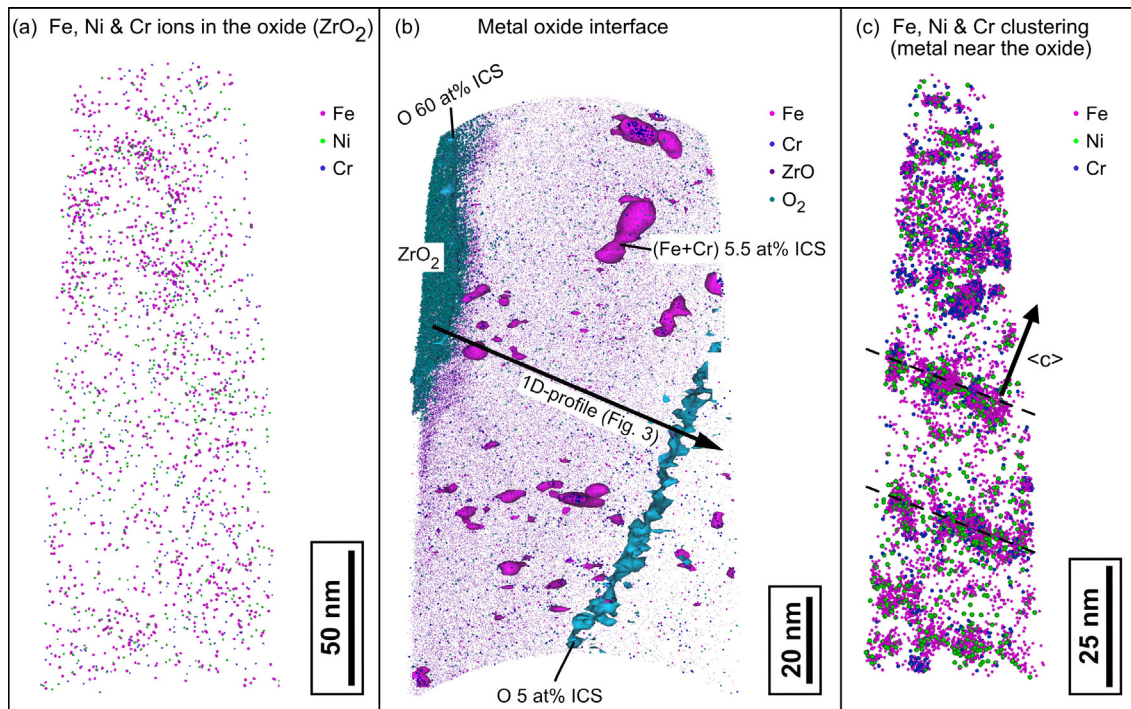 (a) Fe, Ni & Cr ions in the oxide (ZrO2)
Fe
Ni
Cr
50 nm
(b) Metal oxide interface
O 60 at% ICS
Fe
Cr
ZrO
O2
ZrO2
(Fe+Cr) 5.5 at% ICS
1D-profile (Fig. 3)
O 5 at% ICS
20 nm
(c) Fe, Ni & Cr clustering
(metal near the oxide)
Fe
Ni
Cr
<c>
25 nm